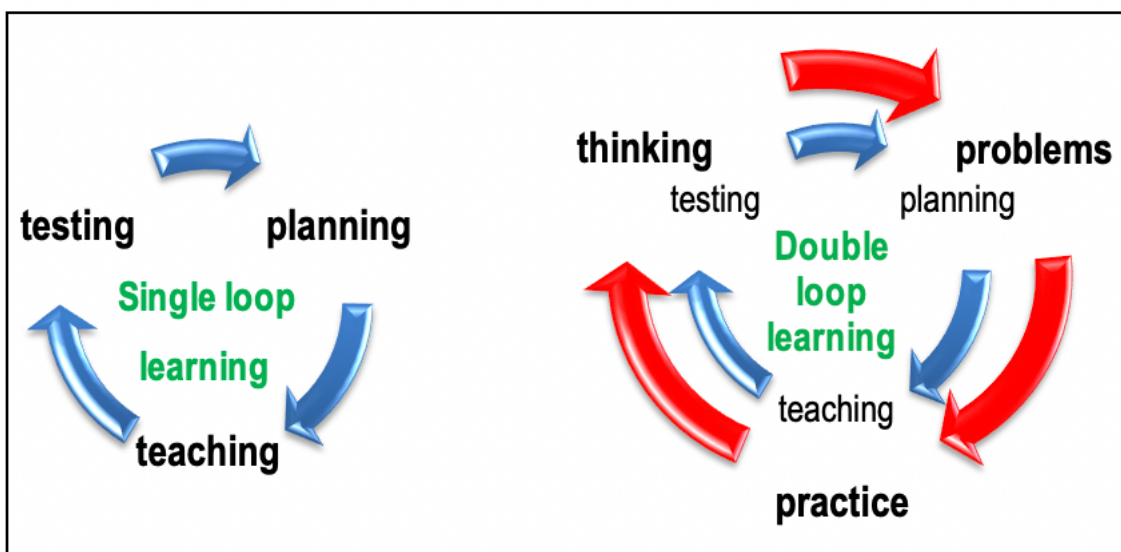 testing
planning
Single loop
learning
teaching
thinking
problems
testing
planning
Double
loop
learning
teaching
practice